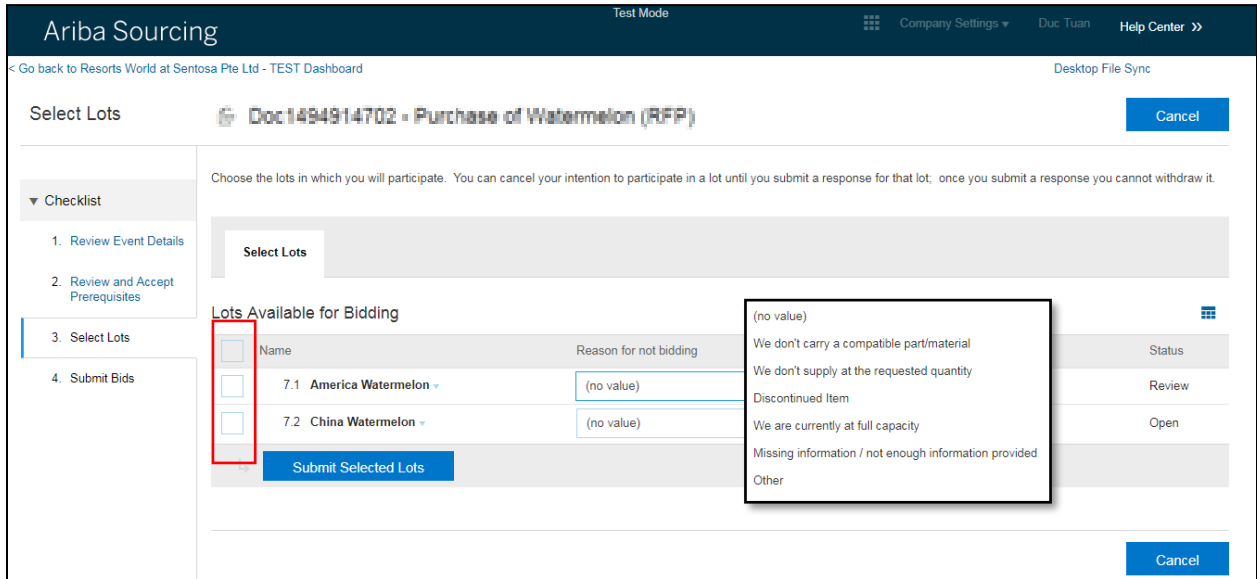 Test Mode
Ariba Sourcing
Company Settings
Duc Tuan
Help Center »
< Go back to Resorts World at Sentosa Pte Ltd - TEST Dashboard
Desktop File Sync
Select Lots
Doc1494914702 - Purchase of Watermelon (RFP)
Cancel
Choose the lots in which you will participate. You can cancel your intention to participate in a lot until you submit a response for that lot; once you submit a response you cannot withdraw it.
▼ Checklist
1. Review Event Details
2. Review and Accept
Prerequisites
3. Select Lots
4. Submit Bids
Select Lots
Lots Available for Bidding
Name
Reason for not bidding
Status
7.1 America Watermelon
(no value)
Review
7.2 China Watermelon
(no value)
Open
Submit Selected Lots
(no value)
We don't carry a compatible part/material
We don't supply at the requested quantity
Discontinued Item
We are currently at full capacity
Missing information / not enough information provided
Other
Cancel